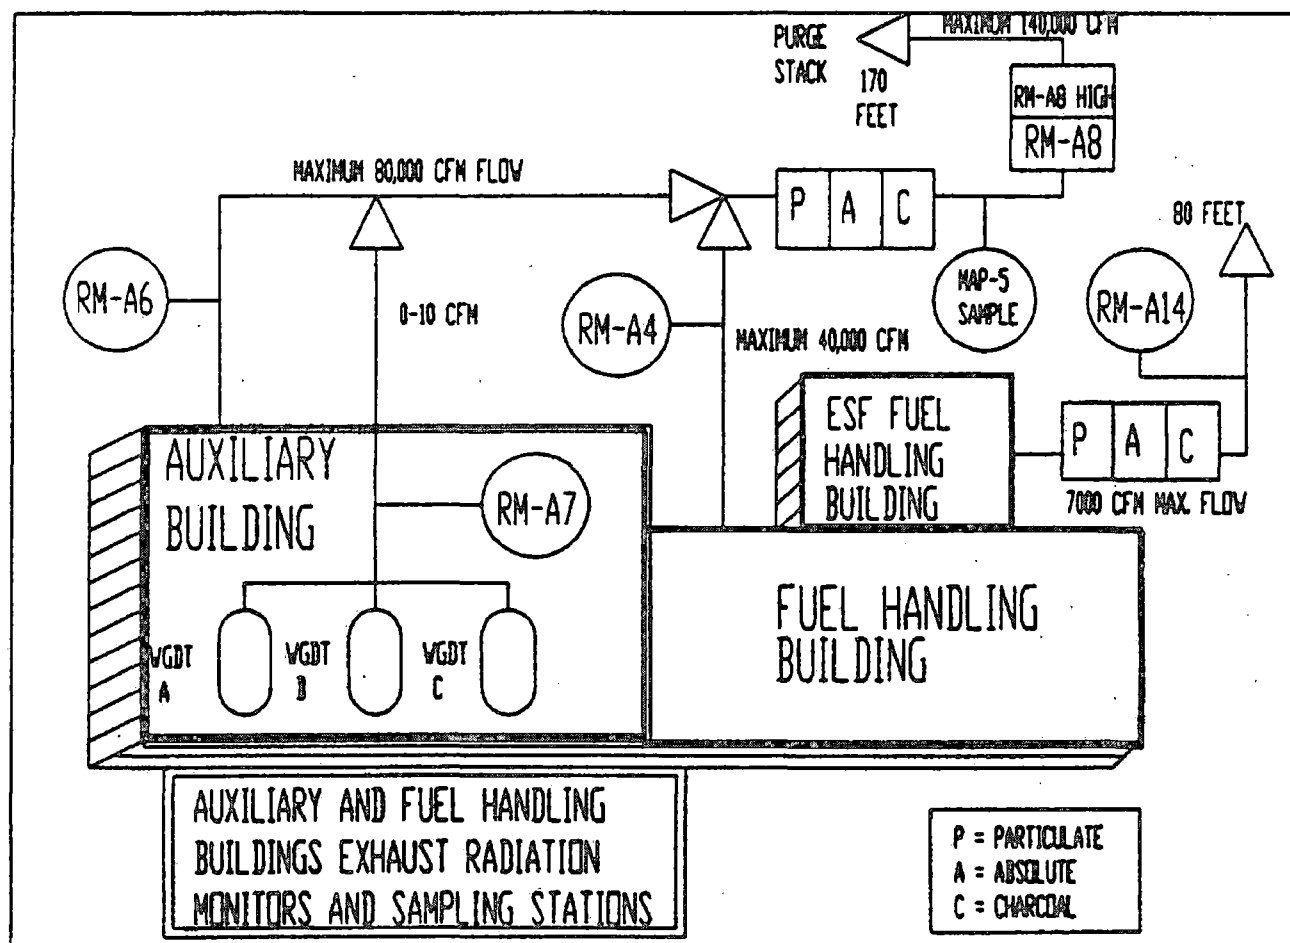 MAXIMUM 140,000 CFM
PURGE
STACK
170
FEET
RM-A8 HIGH
RM-A8
MAXIMUM 80,000 CFM FLOW
P A C
80 FEET
RM-A6
0-10 CFM
RM-A4
MAP-5
SAMPLE
RM-A14
MAXIMUM 40,000 CFM
ESF FUEL
HANDLING
BUILDING
P A C
7000 CFM MAX. FLOW
AUXILIARY
BUILDING
RM-A7
FUEL HANDLING
BUILDING
WGDT
A
WGDT
B
WGDT
C
AUXILIARY AND FUEL HANDLING
BUILDINGS EXHAUST RADIATION
MONITORS AND SAMPLING STATIONS
P = PARTICULATE
A = ABSOLUTE
C = CHARCOAL